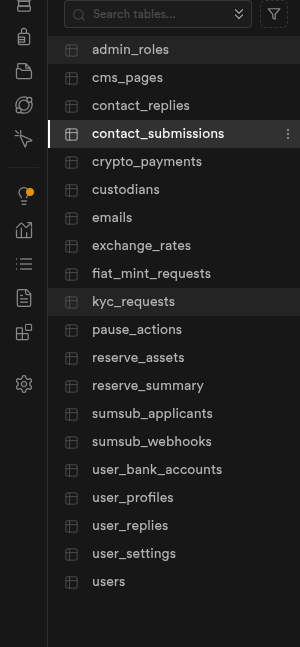 Search tables...
admin_roles
cms_pages
contact_replies
contact_submissions
crypto_payments
custodians
emails
exchange_rates
fiat_mint_requests
kyc_requests
pause_actions
reserve_assets
reserve_summary
sumsub_applicants
sumsub_webhooks
user_bank_accounts
user_profiles
user_replies
user_settings
users